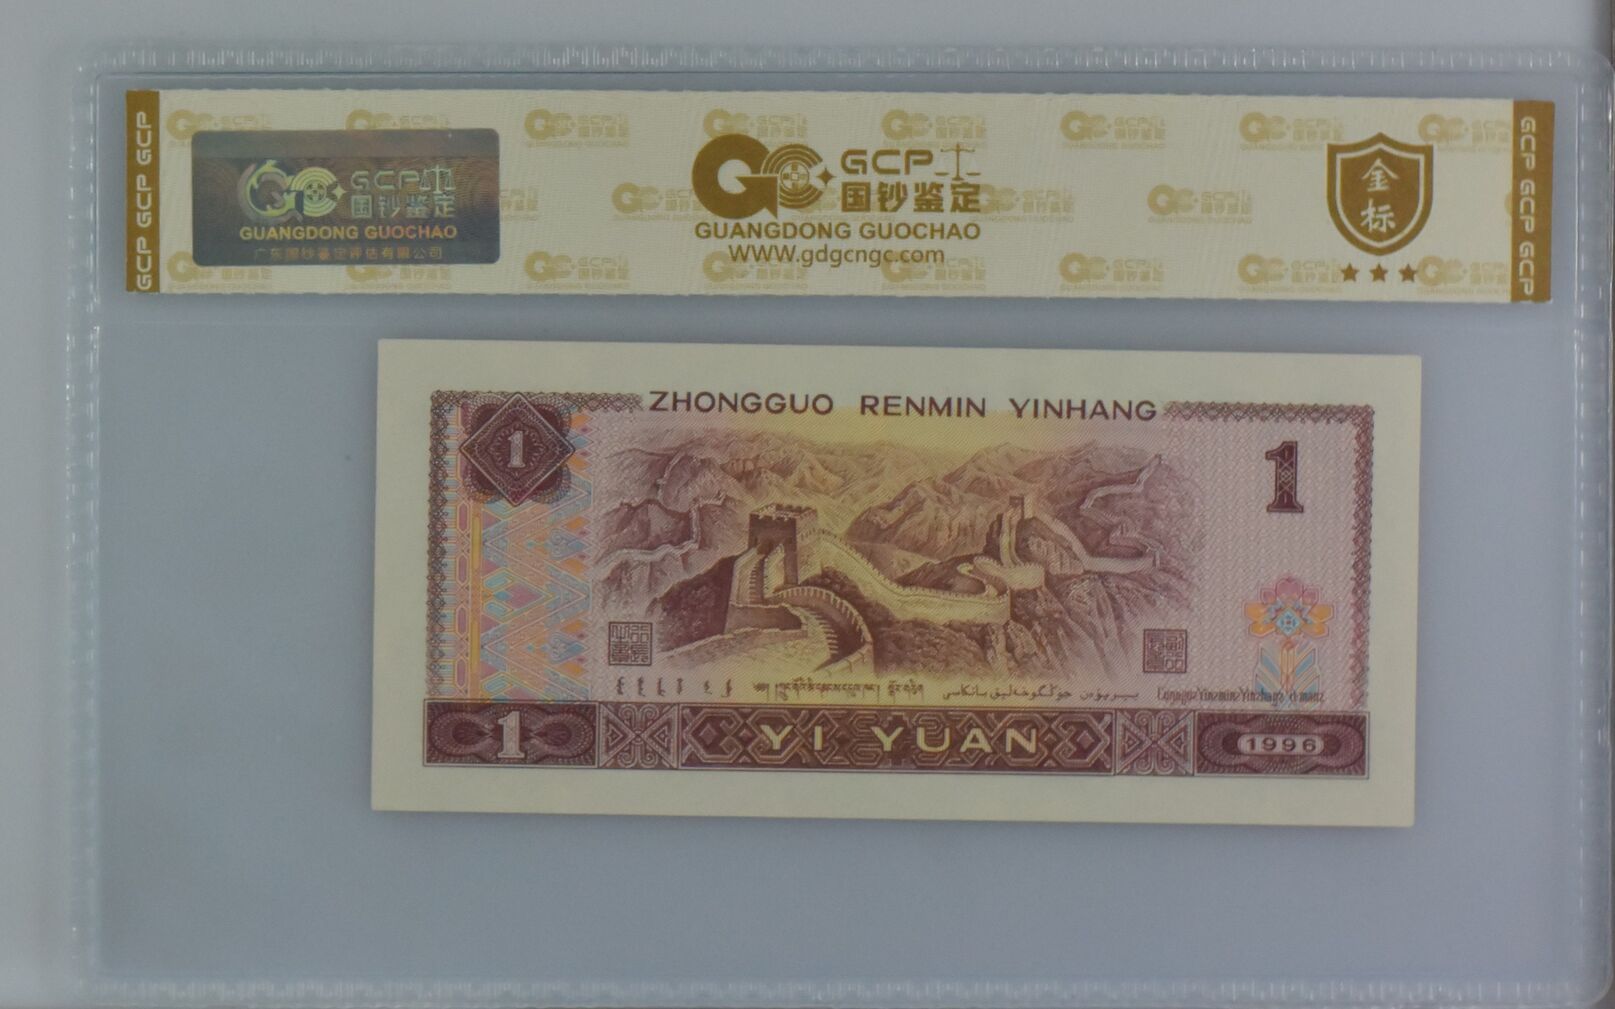 GCP GCP GCP GCP
GCP
国钞鉴定
GUANGDONG GUOCHAO
广东国钞鉴定评估有限公司
GCP
国钞鉴定
GUANGDONG GUOCHAO
WWW.gdgcngc.com
金
标
GCP GCP GCP GCP
ZHONGGUO RENMIN YINHANG
1
1
1
YI YUAN
1996